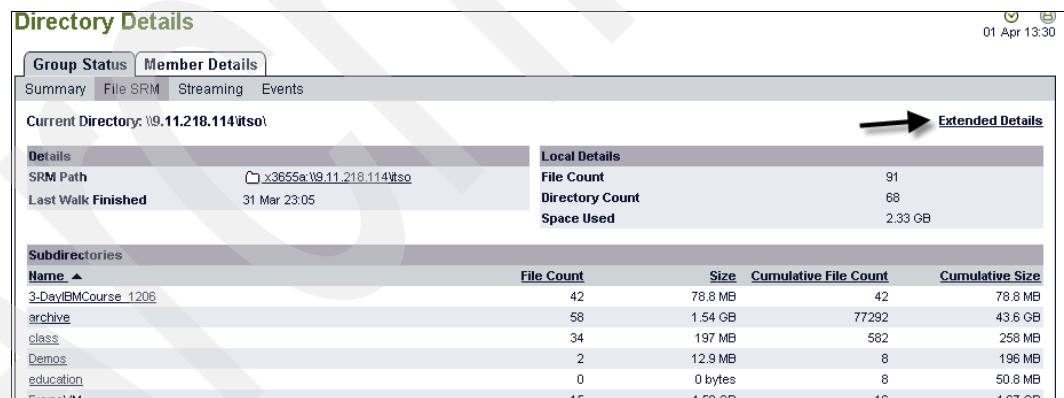 Directory Details
01 Apr 13:30
Group Status Member Details
Summary File SRM Streaming Events
Current Directory: \\9.11.218.114\itso\ Extended Details
Details Local Details
SRM Path x3655a:\\9.11.218.114\itso File Count 91
Last Walk Finished 31 Mar 23:05 Directory Count 68
Space Used 2.33 GB
Subdirectories
Name File Count Size Cumulative File Count Cumulative Size
3-DayIBMCourse_1206 42 78.8 MB 42 78.8 MB
archive 58 1.54 GB 77292 43.6 GB
class 34 197 MB 582 258 MB
Demos 2 12.9 MB 8 196 MB
education 0 0 bytes 8 50.8 MB